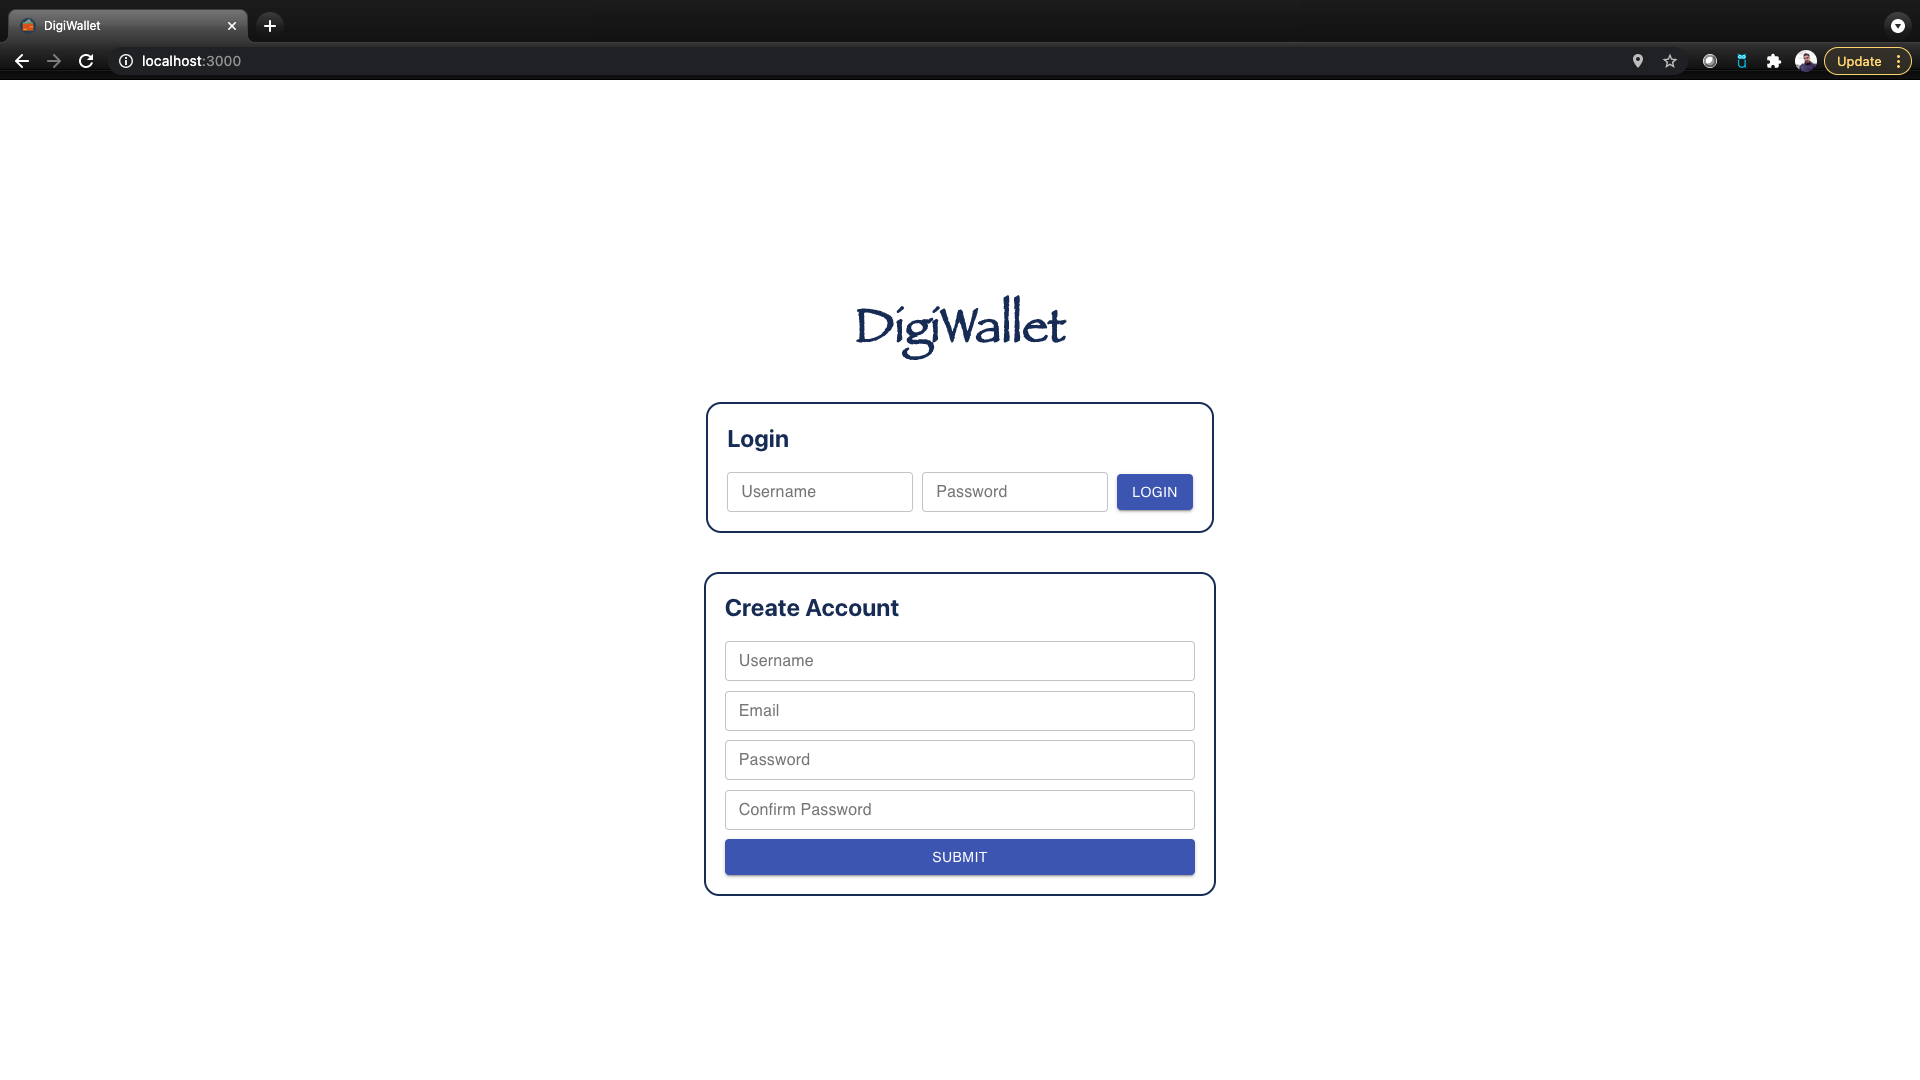 DigiWallet
localhost:3000
Update
DigiWallet
Login
Username Password LOGIN
Create Account
Username
Email
Password
Confirm Password
SUBMIT